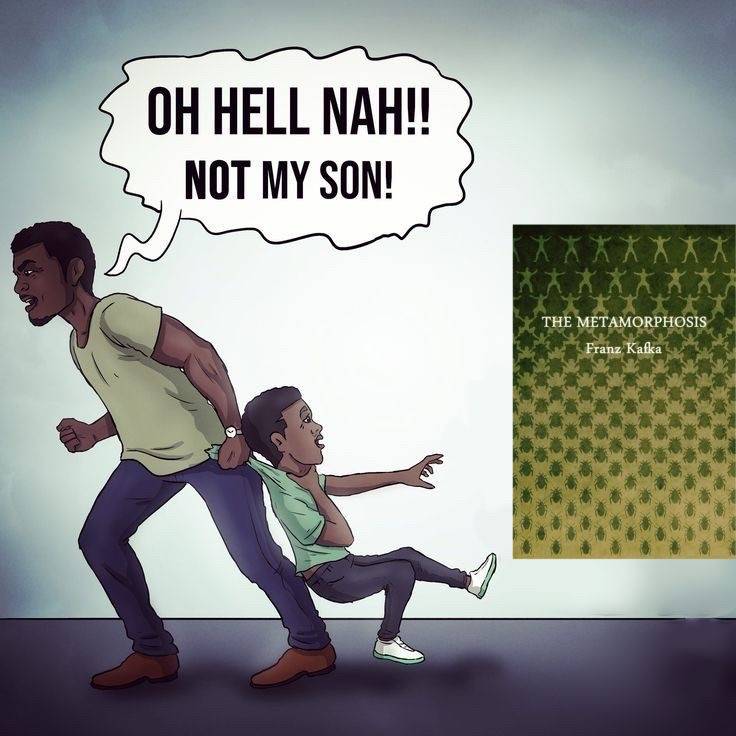 OH HELL NAH!!
NOT MY SON!
THE METAMORPHOSIS
Franz Kafka